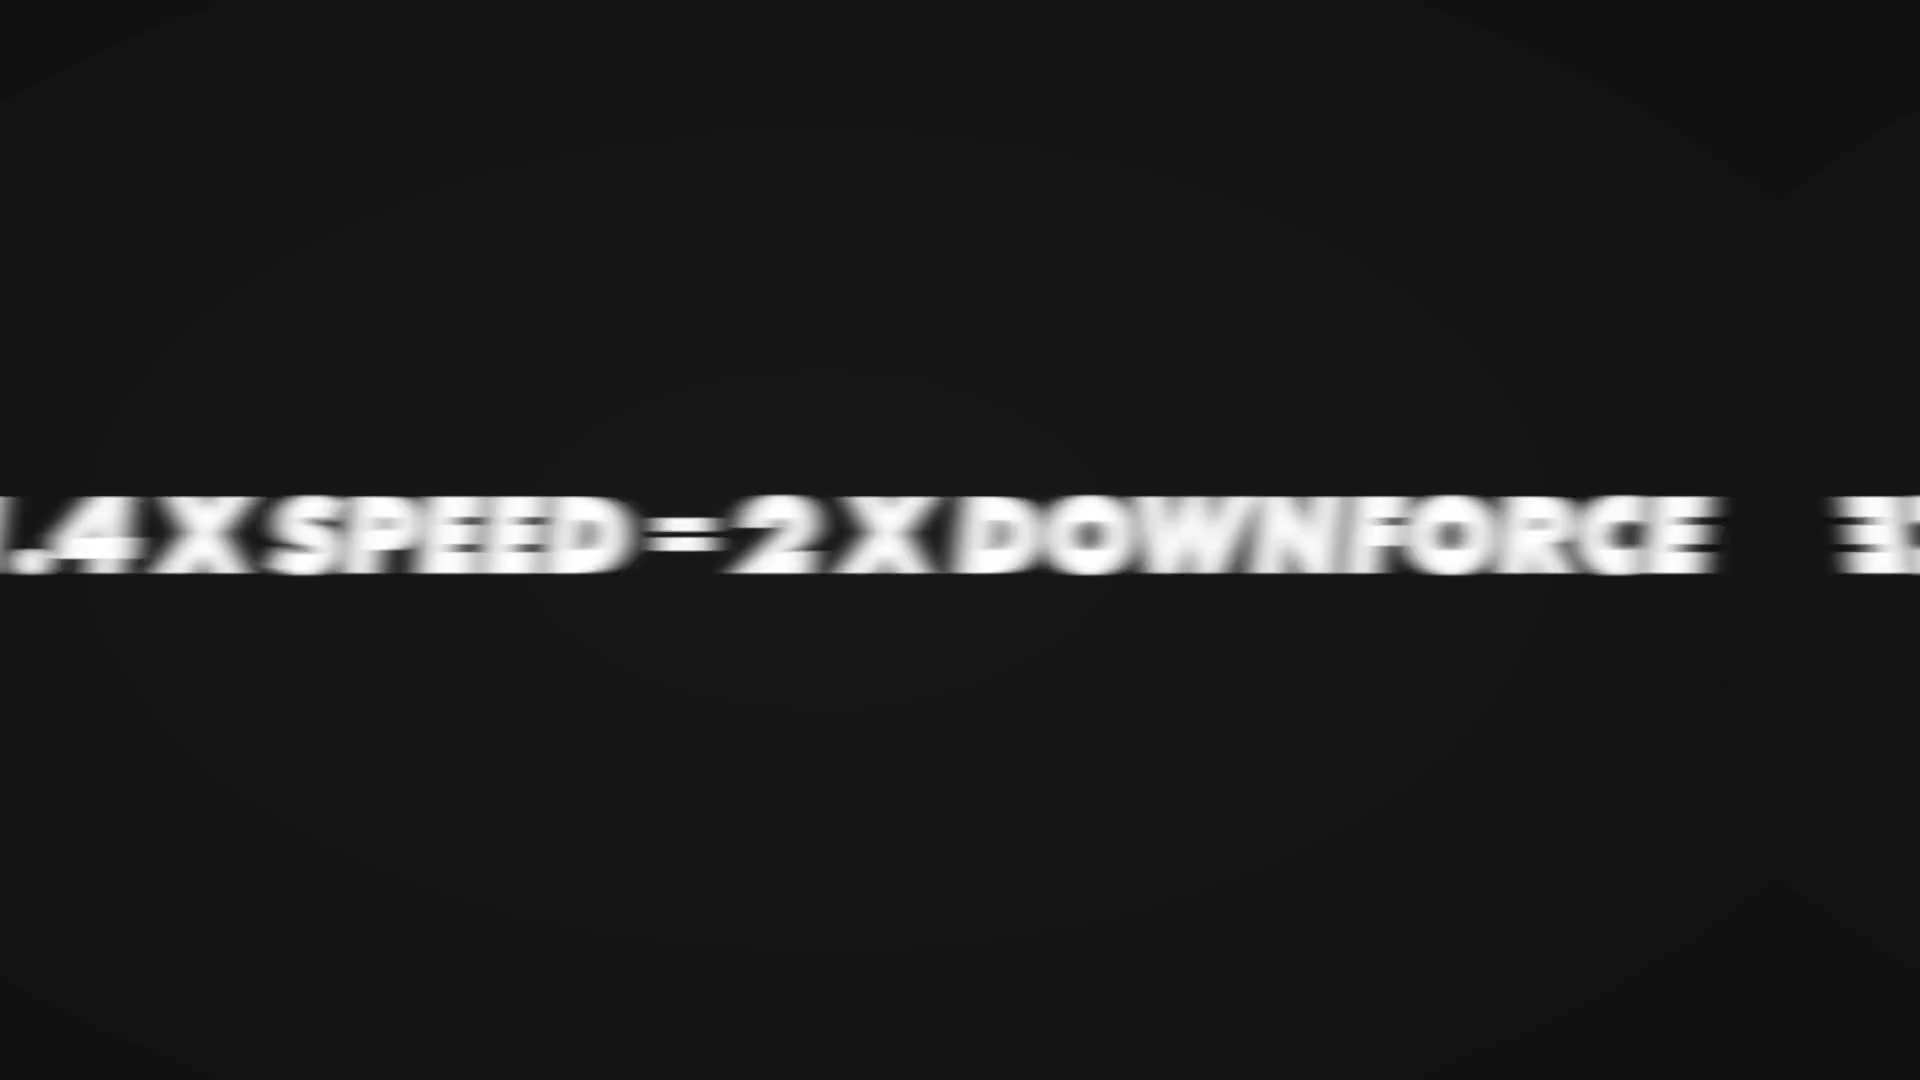 .4 X SPEED = 2 X DOWNFORCE